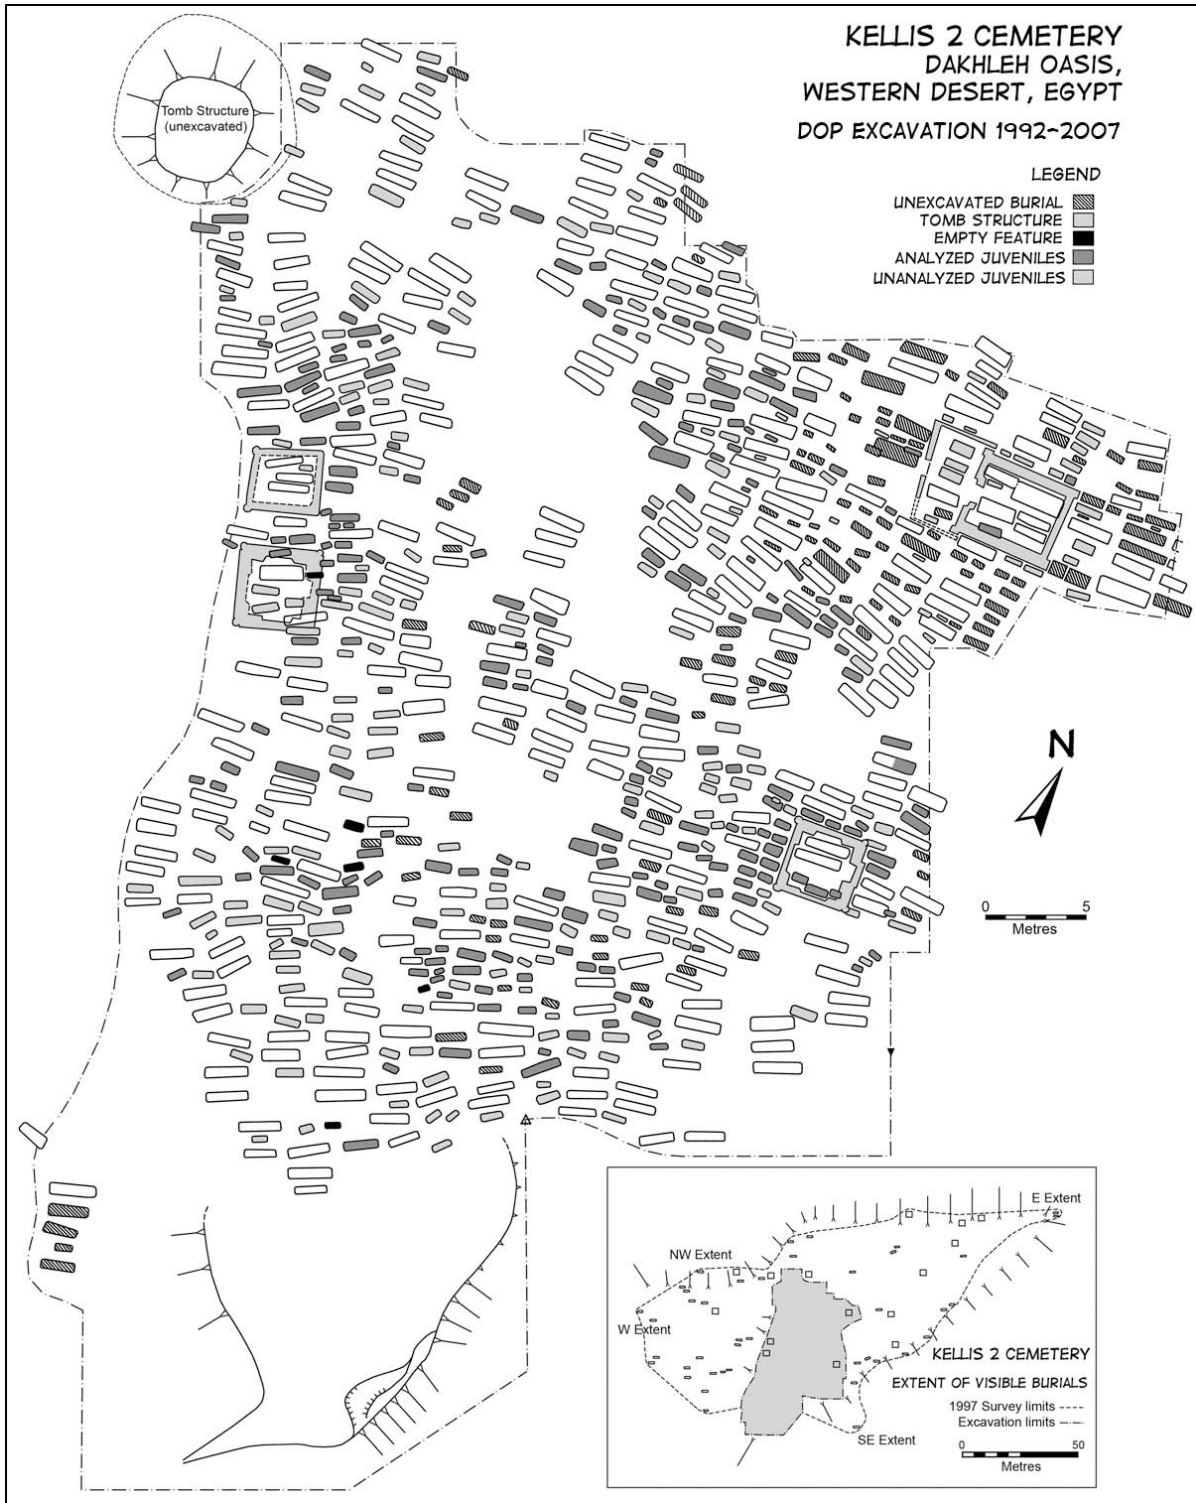 KELLIS 2 CEMETERY
DAKHLEH OASIS,
WESTERN DESERT, EGYPT
DOP EXCAVATION 1992-2007
Tomb Structure
(unexcavated)
LEGEND
UNEXCAVATED BURIAL
TOMB STRUCTURE
EMPTY FEATURE
ANALYZED JUVENILES
UNANALYZED JUVENILES
N
0 5
Metres
E Extent
NW Extent
W Extent
KELLIS 2 CEMETERY
EXTENT OF VISIBLE BURIALS
1997 Survey limits
Excavation limits
SE Extent
0 50
Metres